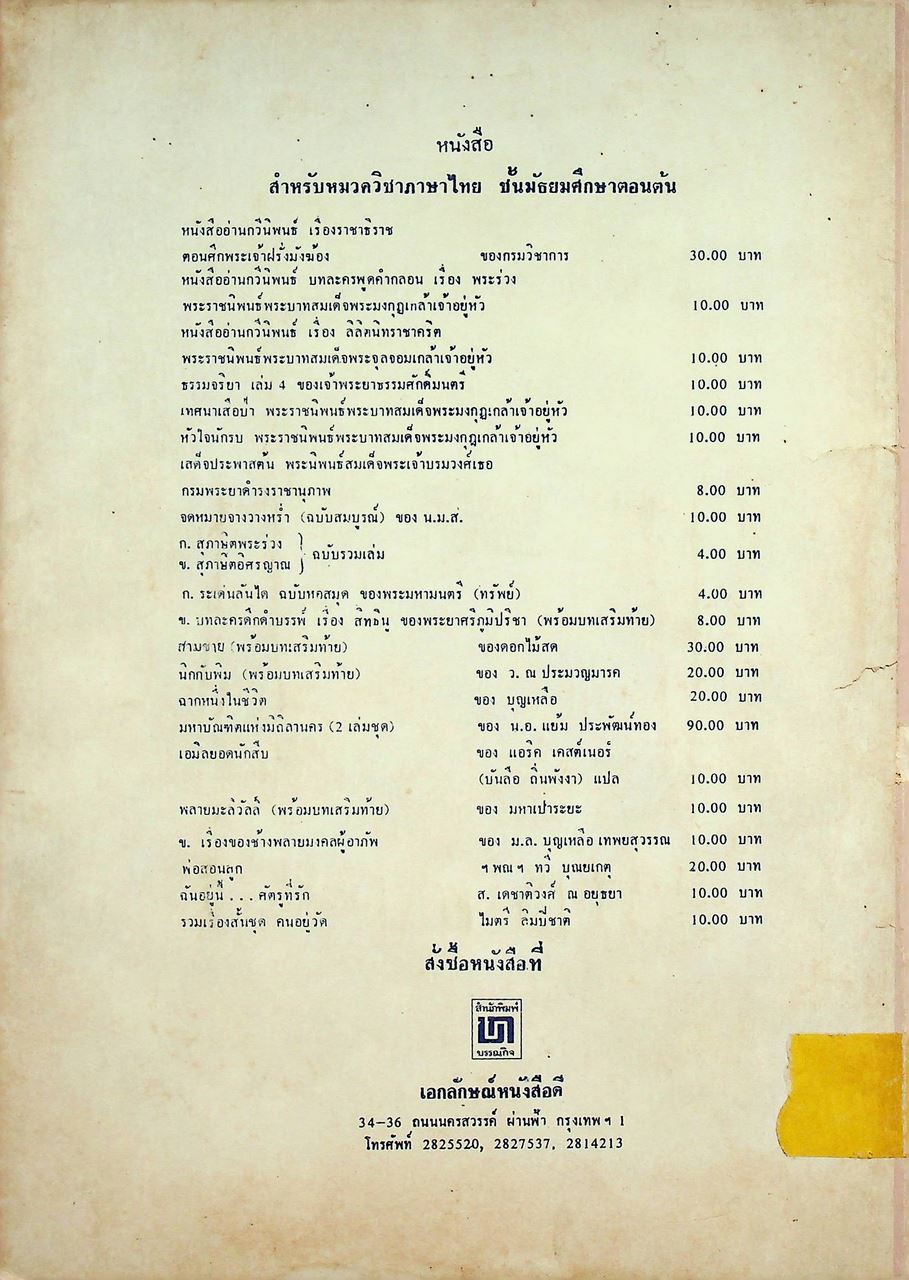 หนังสือ
สำหรับหมวดวิชาภาษาไทย ชั้นมัธยมศึกษาตอนต้น
หนังสืออ่านกวีนิพนธ์ เรื่องราชาธิราช
ตอนศึกพระเจ้าฝรั่งมังฆ้อง ของกรมวิชาการ 30.00 บาท
หนังสืออ่านกวีนิพนธ์ บทละครพูดคำกลอน เรื่อง พระร่วง
พระราชนิพนธ์พระบาทสมเด็จพระมงกุฎเกล้าเจ้าอยู่หัว 10.00 บาท
หนังสืออ่านกวีนิพนธ์ เรื่อง ลิลิตนิทราชาคริต
พระราชนิพนธ์พระบาทสมเด็จพระจุลจอมเกล้าเจ้าอยู่หัว 10.00 บาท
ธรรมจริยา เล่ม 4 ของเจ้าพระยาธรรมศักดิ์มนตรี 10.00 บาท
เทศนาเสือป่า พระราชนิพนธ์พระบาทสมเด็จพระมงกุฎเกล้าเจ้าอยู่หัว 10.00 บาท
หัวใจนักรบ พระราชนิพนธ์พระบาทสมเด็จพระมงกุฎเกล้าเจ้าอยู่หัว 10.00 บาท
เสด็จประพาสต้น พระนิพนธ์สมเด็จพระเจ้าบรมวงศ์เธอ
กรมพระยาดำรงราชานุภาพ 8.00 บาท
จดหมายจางวางหร่ำ (ฉบับสมบูรณ์) ของ น.ม.ส. 10.00 บาท
ก. สุภาษิตพระร่วง
ข. สุภาษิตอิศรญาณ } ฉบับรวมเล่ม 4.00 บาท
ก. ระเด่นลันได ฉบับหอสมุด ของพระมหามนตรี (ทรัพย์) 4.00 บาท
ข. บทละครดึกดำบรรพ์ เรื่อง สิทธินู ของพระยาศรีภูมิปรีชา (พร้อมบทเสริมท้าย) 8.00 บาท
สามชาย (พร้อมบทเสริมท้าย) ของดอกไม้สด 30.00 บาท
นิกกับพิม (พร้อมบทเสริมท้าย) ของ ว. ณ ประมวญมารค 20.00 บาท
ฉากหนึ่งในชีวิต ของ บุญเหลือ 20.00 บาท
มหาบัณฑิตแห่งมิถิลานคร (2 เล่มชุด) ของ น.อ. แย้ม ประพัฒน์ทอง 90.00 บาท
เอมิลยอดนักสืบ ของ แอริค เคสต์เนอร์
(บันลือ ถิ่นพังงา) แปล 10.00 บาท
พลายมะลิวัลลิ์ (พร้อมบทเสริมท้าย) ของ มหาเปาระยะ 10.00 บาท
ข. เรื่องของช้างพลายมงคลผู้อาภัพ ของ ม.ล. บุญเหลือ เทพยสุวรรณ 10.00 บาท
พ่อสอนลูก ฯพณฯ ทวี บุณยเกตุ 20.00 บาท
ฉันอยู่นี่ ... ศัตรูที่รัก ส. เดชาติวงศ์ ณ อยุธยา 10.00 บาท
รวมเรื่องสั้นชุด คนอยู่วัด ไมตรี ลิมปิชาติ 10.00 บาท
สั่งซื้อหนังสือที่
สำนักพิมพ์
บรรณกิจ
เอกลักษณ์หนังสือดี
34-36 ถนนนครสวรรค์ ผ่านฟ้า กรุงเทพฯ 1
โทรศัพท์ 2825520, 2827537, 2814213